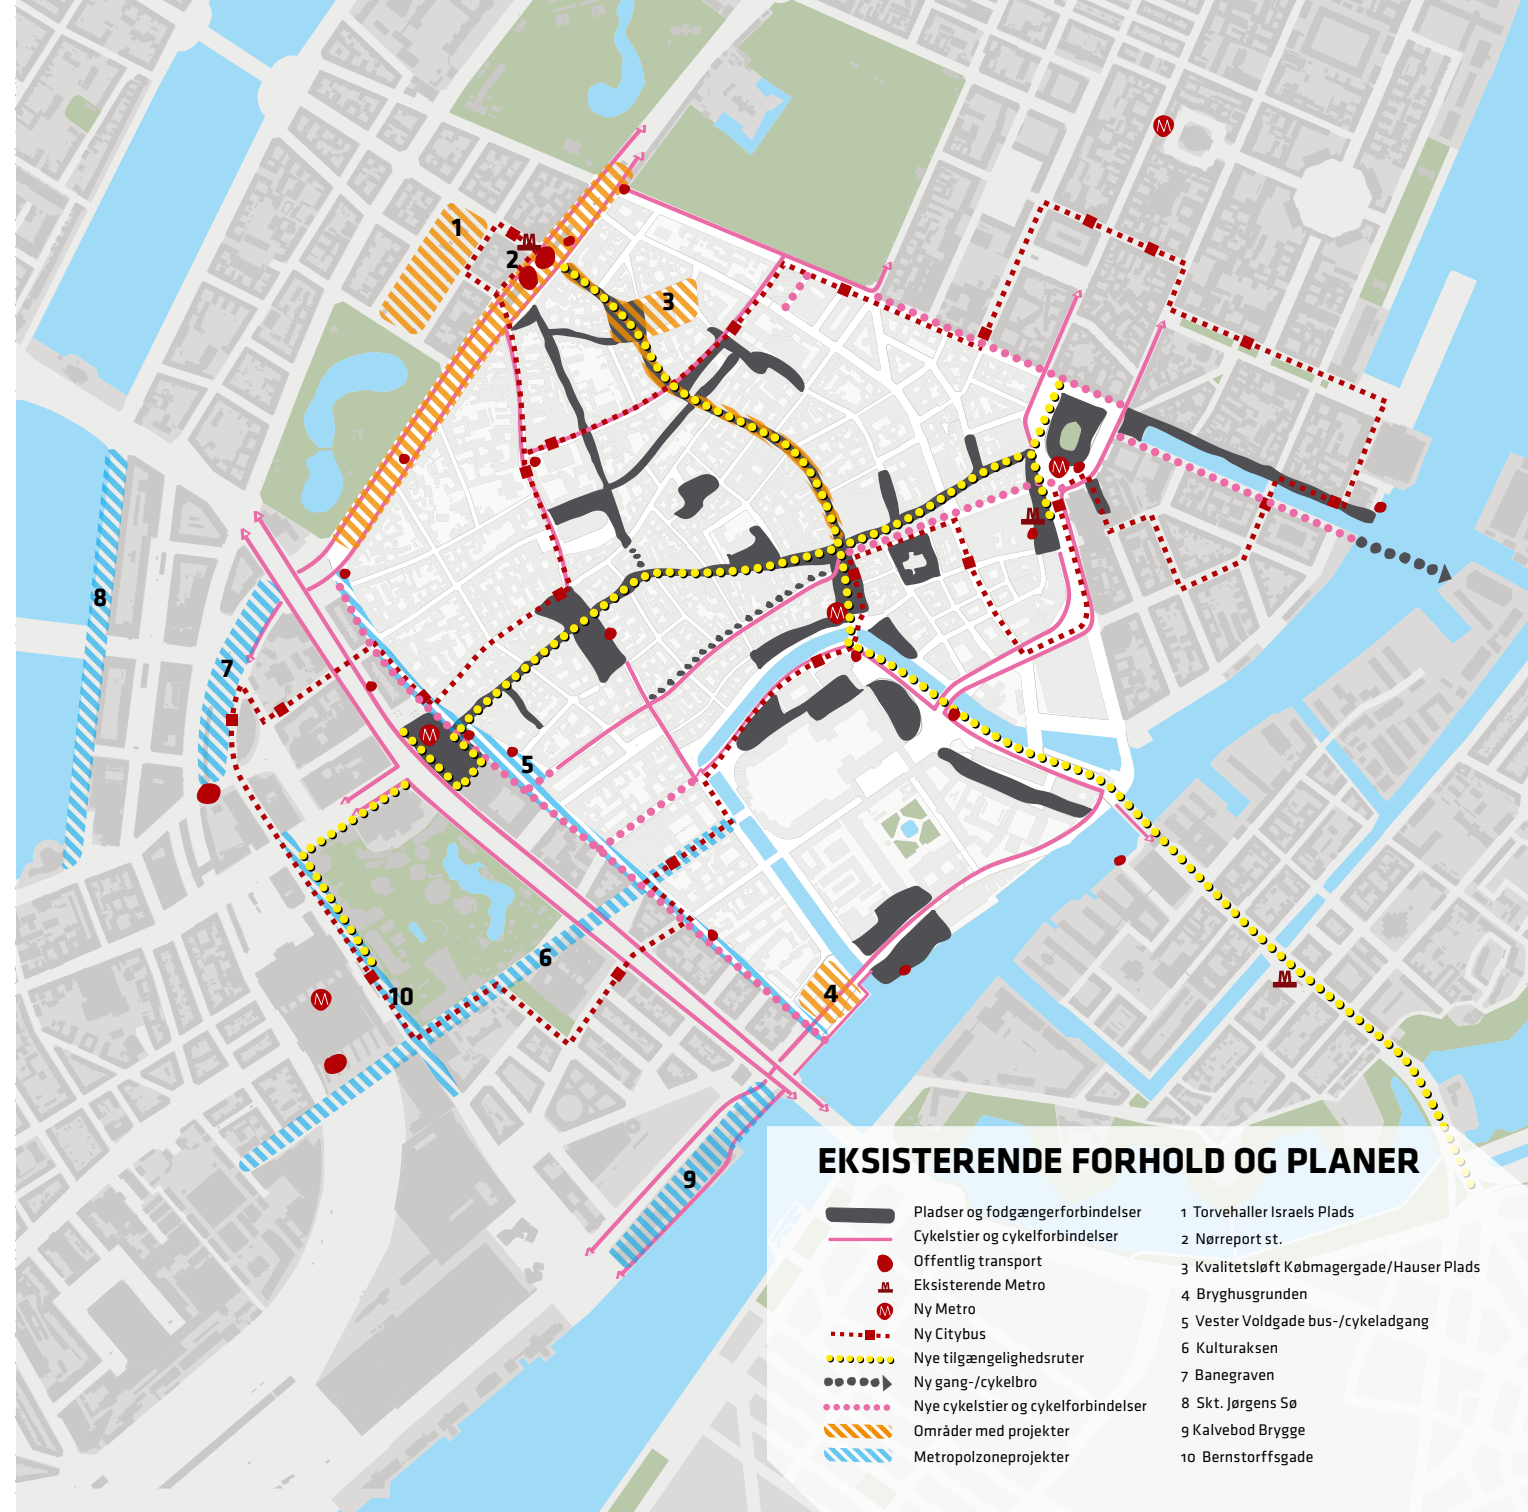 1
2
3
8
7
5
6
4
10
9
EKSISTERENDE FORHOLD OG PLANER
Pladser og fodgængerforbindelser
Cykelstier og cykelforbindelser
Offentlig transport
Eksisterende Metro
Ny Metro
Ny Citybus
Nye tilgængelighedsruter
Ny gang-/cykelbro
Nye cykelstier og cykelforbindelser
Områder med projekter
Metropolzoneprojekter
1 Torvehaller Israels Plads
2 Nørreport st.
3 Kvalitetsløft Købmagergade/Hauser Plads
4 Bryghusgrunden
5 Vester Voldgade bus-/cykeladgang
6 Kulturaksen
7 Banegraven
8 Skt. Jørgens Sø
9 Kalvebod Brygge
10 Bernstorffsgade